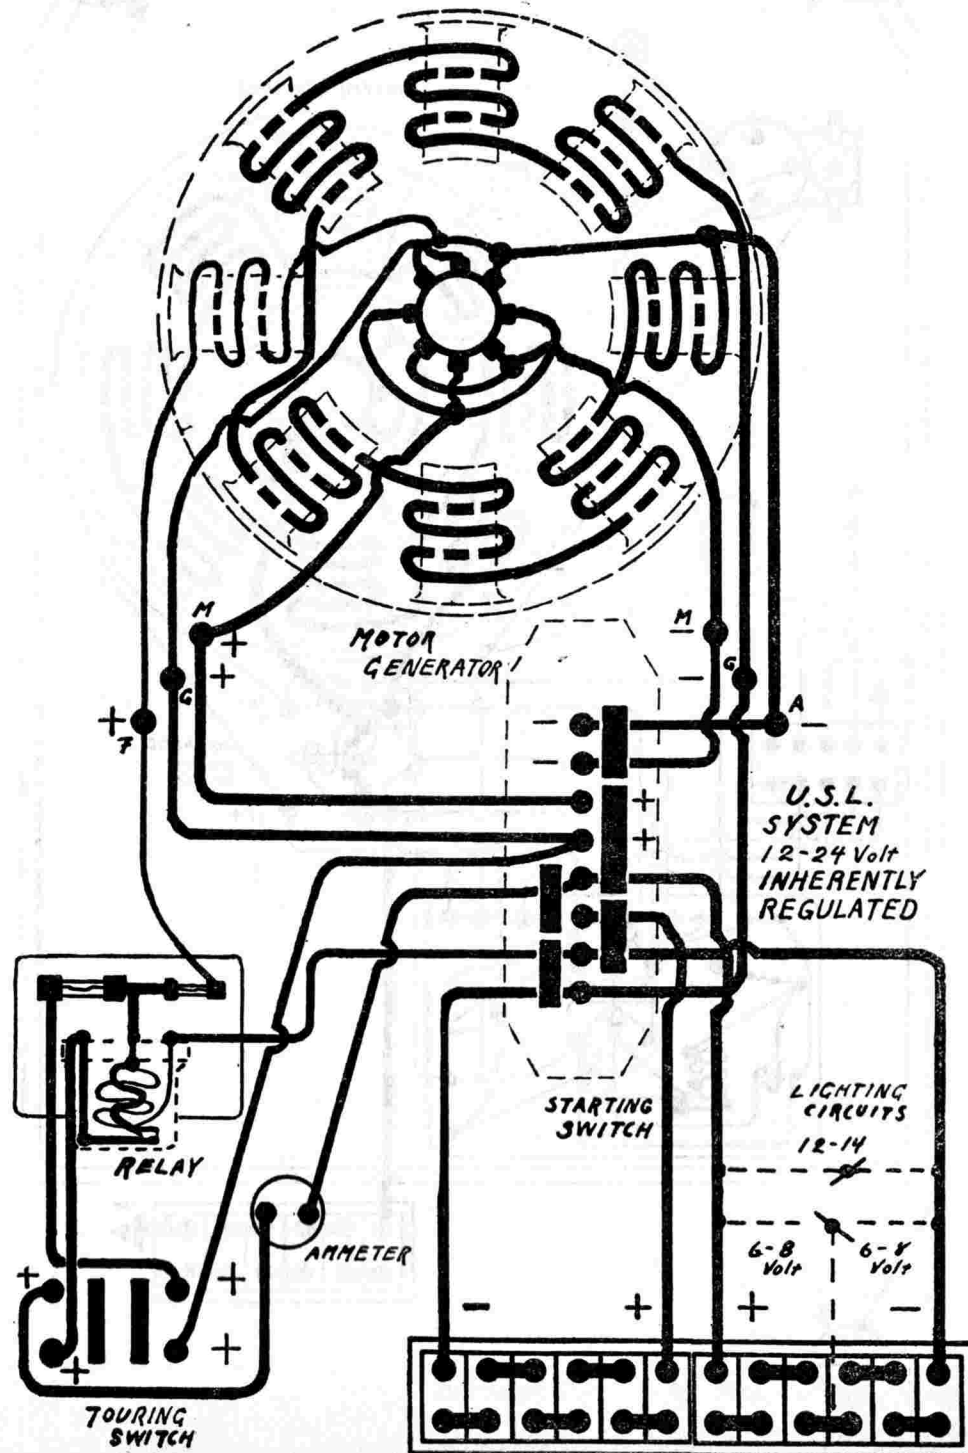 M
+
MOTOR
GENERATOR
M
-
+
G
G
-
+
F
A
-
-
-
+
+
U.S.L.
SYSTEM
12-24 Volt
INHERENTLY
REGULATED
RELAY
STARTING
SWITCH
LIGHTING
CIRCUITS
12-14
AMMETER
6-8
Volt
6-8
Volt
+
+
+
+
-
+
+
-
TOURING
SWITCH